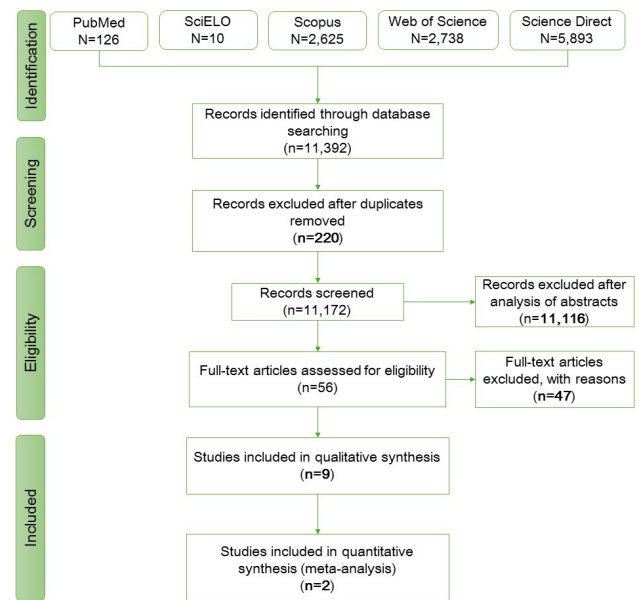 Identification
PubMed
N=126
SciELO
N=10
Scopus
N=2,625
Web of Science
N=2,738
Science Direct
N=5,893
Records identified through database
searching
(n=11,392)
Screening
Records excluded after duplicates
removed
(n=220)
Eligibility
Records screened
(n=11,172)
Records excluded after
analysis of abstracts
(n=11,116)
Full-text articles assessed for eligibility
(n=56)
Full-text articles
excluded, with reasons
(n=47)
Included
Studies included in qualitative synthesis
(n=9)
Studies included in quantitative
synthesis (meta-analysis)
(n=2)